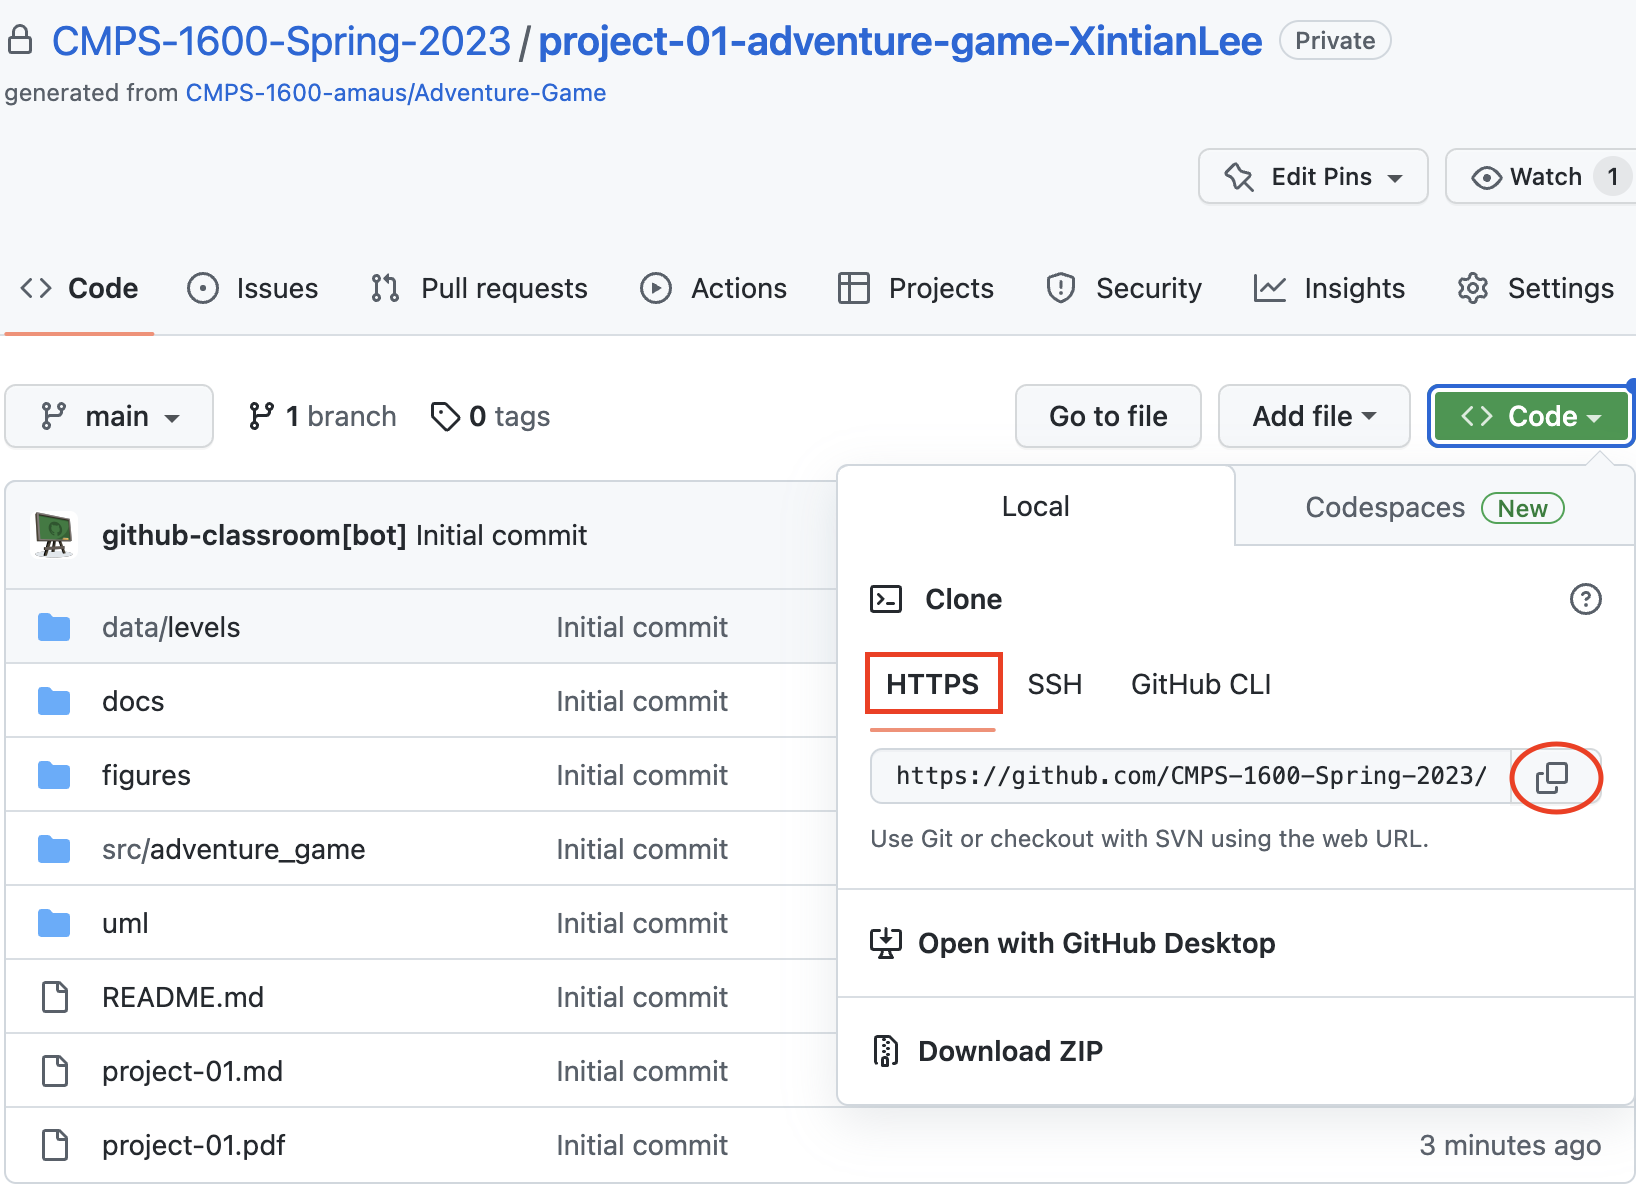 CMPS-1600-Spring-2023 / project-01-adventure-game-XintianLee Private
generated from CMPS-1600-amaus/Adventure-Game
Edit Pins
Watch 1
Code Issues Pull requests Actions Projects Security Insights Settings
main 1 branch 0 tags Go to file Add file Code
github-classroom[bot] Initial commit
data/levels Initial commit
docs Initial commit
figures Initial commit
src/adventure_game Initial commit
uml Initial commit
README.md Initial commit
project-01.md Initial commit
project-01.pdf Initial commit 3 minutes ago
Local Codespaces New
Clone
HTTPS SSH GitHub CLI
https://github.com/CMPS-1600-Spring-2023/
Use Git or checkout with SVN using the web URL.
Open with GitHub Desktop
Download ZIP